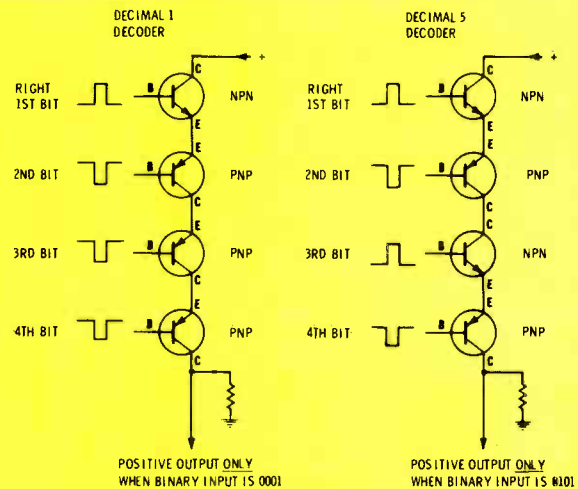 DECIMAL 1
DECODER
C
+
RIGHT
1ST BIT
B
NPN
E
E
2ND BIT
B
PNP
C
E
3RD BIT
B
PNP
C
E
4TH BIT
B
PNP
C
POSITIVE OUTPUT ONLY
WHEN BINARY INPUT IS 0001
DECIMAL 5
DECODER
C
+
RIGHT
1ST BIT
B
NPN
E
E
2ND BIT
B
PNP
C
C
3RD BIT
B
NPN
E
E
4TH BIT
B
PNP
C
POSITIVE OUTPUT ONLY
WHEN BINARY INPUT IS 0101